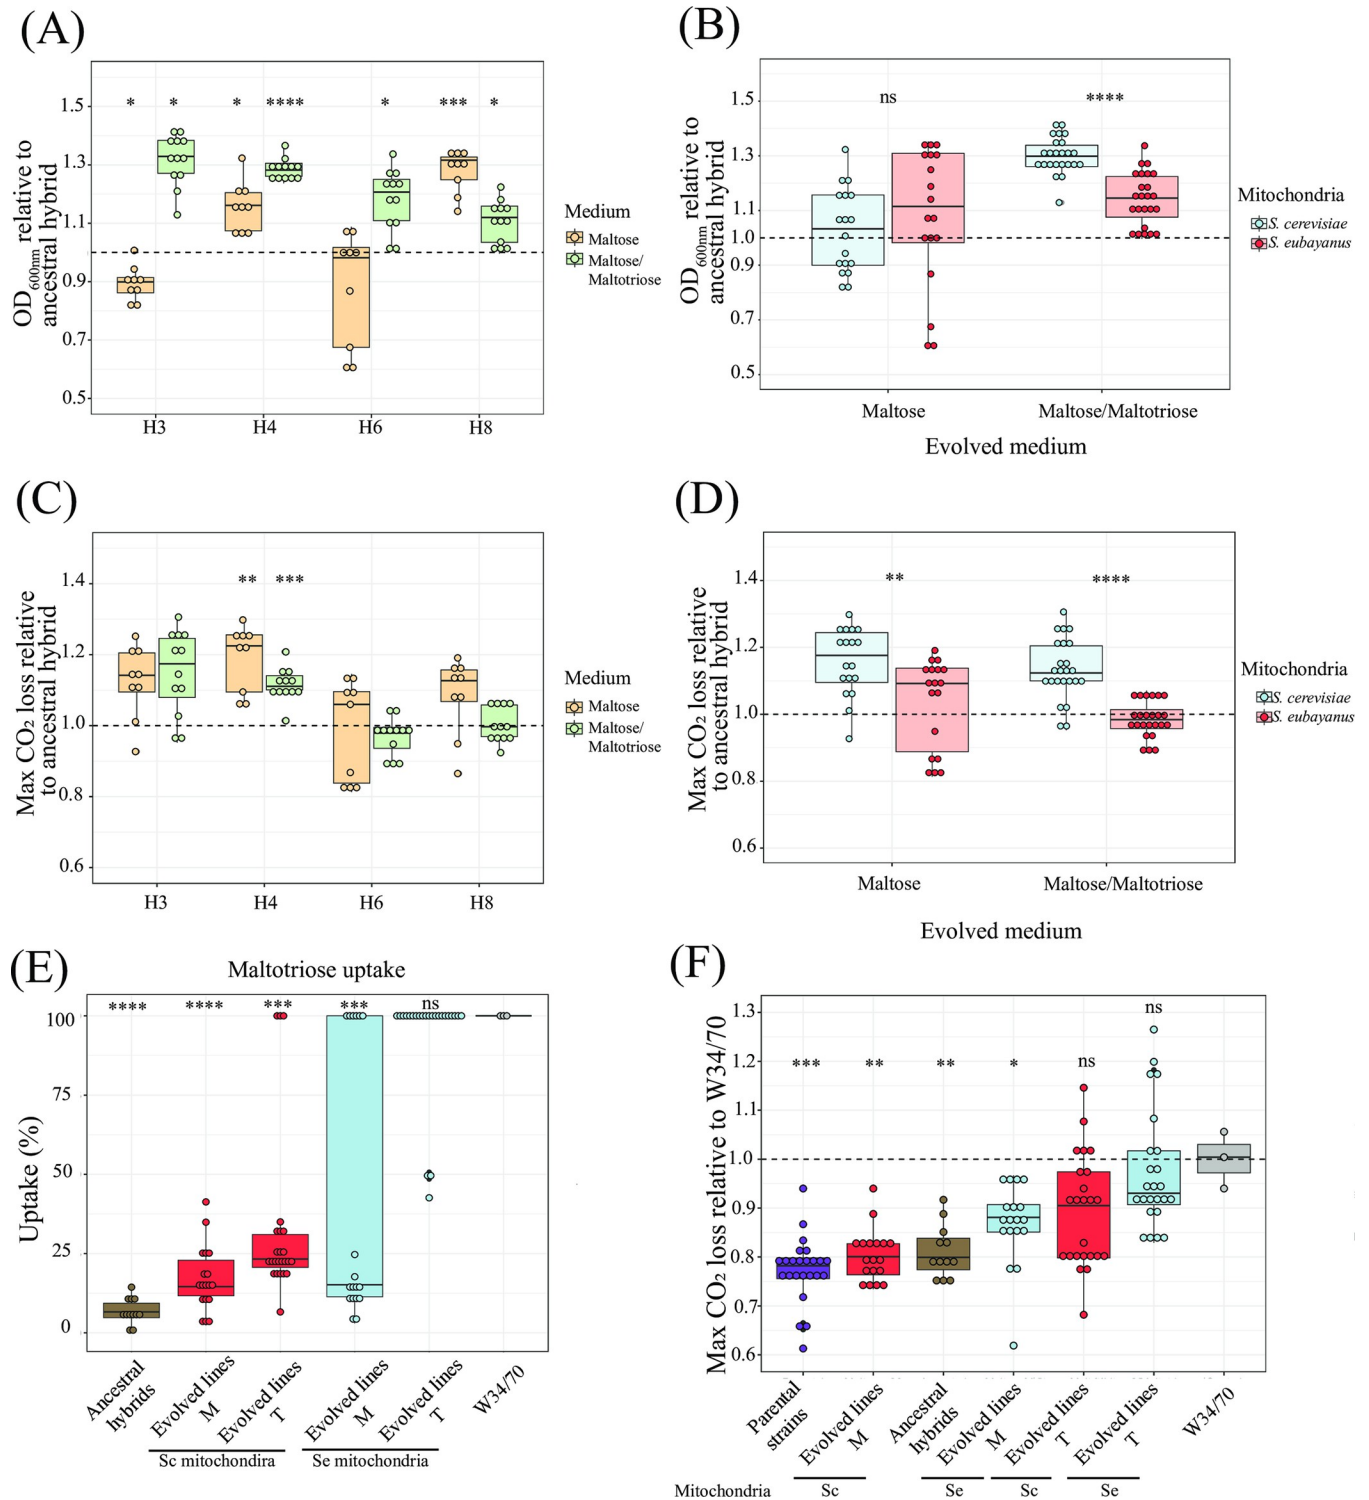 (A)
OD600nm relative to
ancestral hybrid
1.5
1.3
1.1
0.9
0.7
0.5
* * * **** * *** *
H3 H4 H6 H8
Medium
Maltose
Maltose/
Maltotriose
(B)
OD600nm relative to
ancestral hybrid
1.5
1.3
1.1
1.0
0.9
0.7
0.5
ns ****
Maltose Maltose/Maltotriose
Evolved medium
Mitochondria
S. cerevisiae
S. eubayanus
(C)
Max CO₂ loss relative
to ancestral hybrid
1.4
1.2
1.0
0.8
0.6
** ***
H3 H4 H6 H8
Medium
Maltose
Maltose/
Maltotriose
(D)
Max CO₂ loss relative
to ancestral hybrid
1.4
1.2
1.0
0.8
0.6
** ****
Maltose Maltose/Maltotriose
Evolved medium
Mitochondria
S. cerevisiae
S. eubayanus
(E)
Maltotriose uptake
Uptake (%)
100
75
50
25
0
**** **** *** *** ns
Ancestral
hybrids
Evolved lines
M
Evolved lines
T
Evolved lines
M
Evolved lines
T
W34/70
Sc mitochondira
Se mitochondria
(F)
Max CO₂ loss relative to W34/70
1.3
1.2
1.1
1.0
0.9
0.8
0.7
0.6
*** ** ** * ns ns
Parental
strains
Evolved lines
M
Ancestral
hybrids
Evolved lines
M
Evolved lines
T
Evolved lines
T
W34/70
Mitochondria Sc Se Sc Se